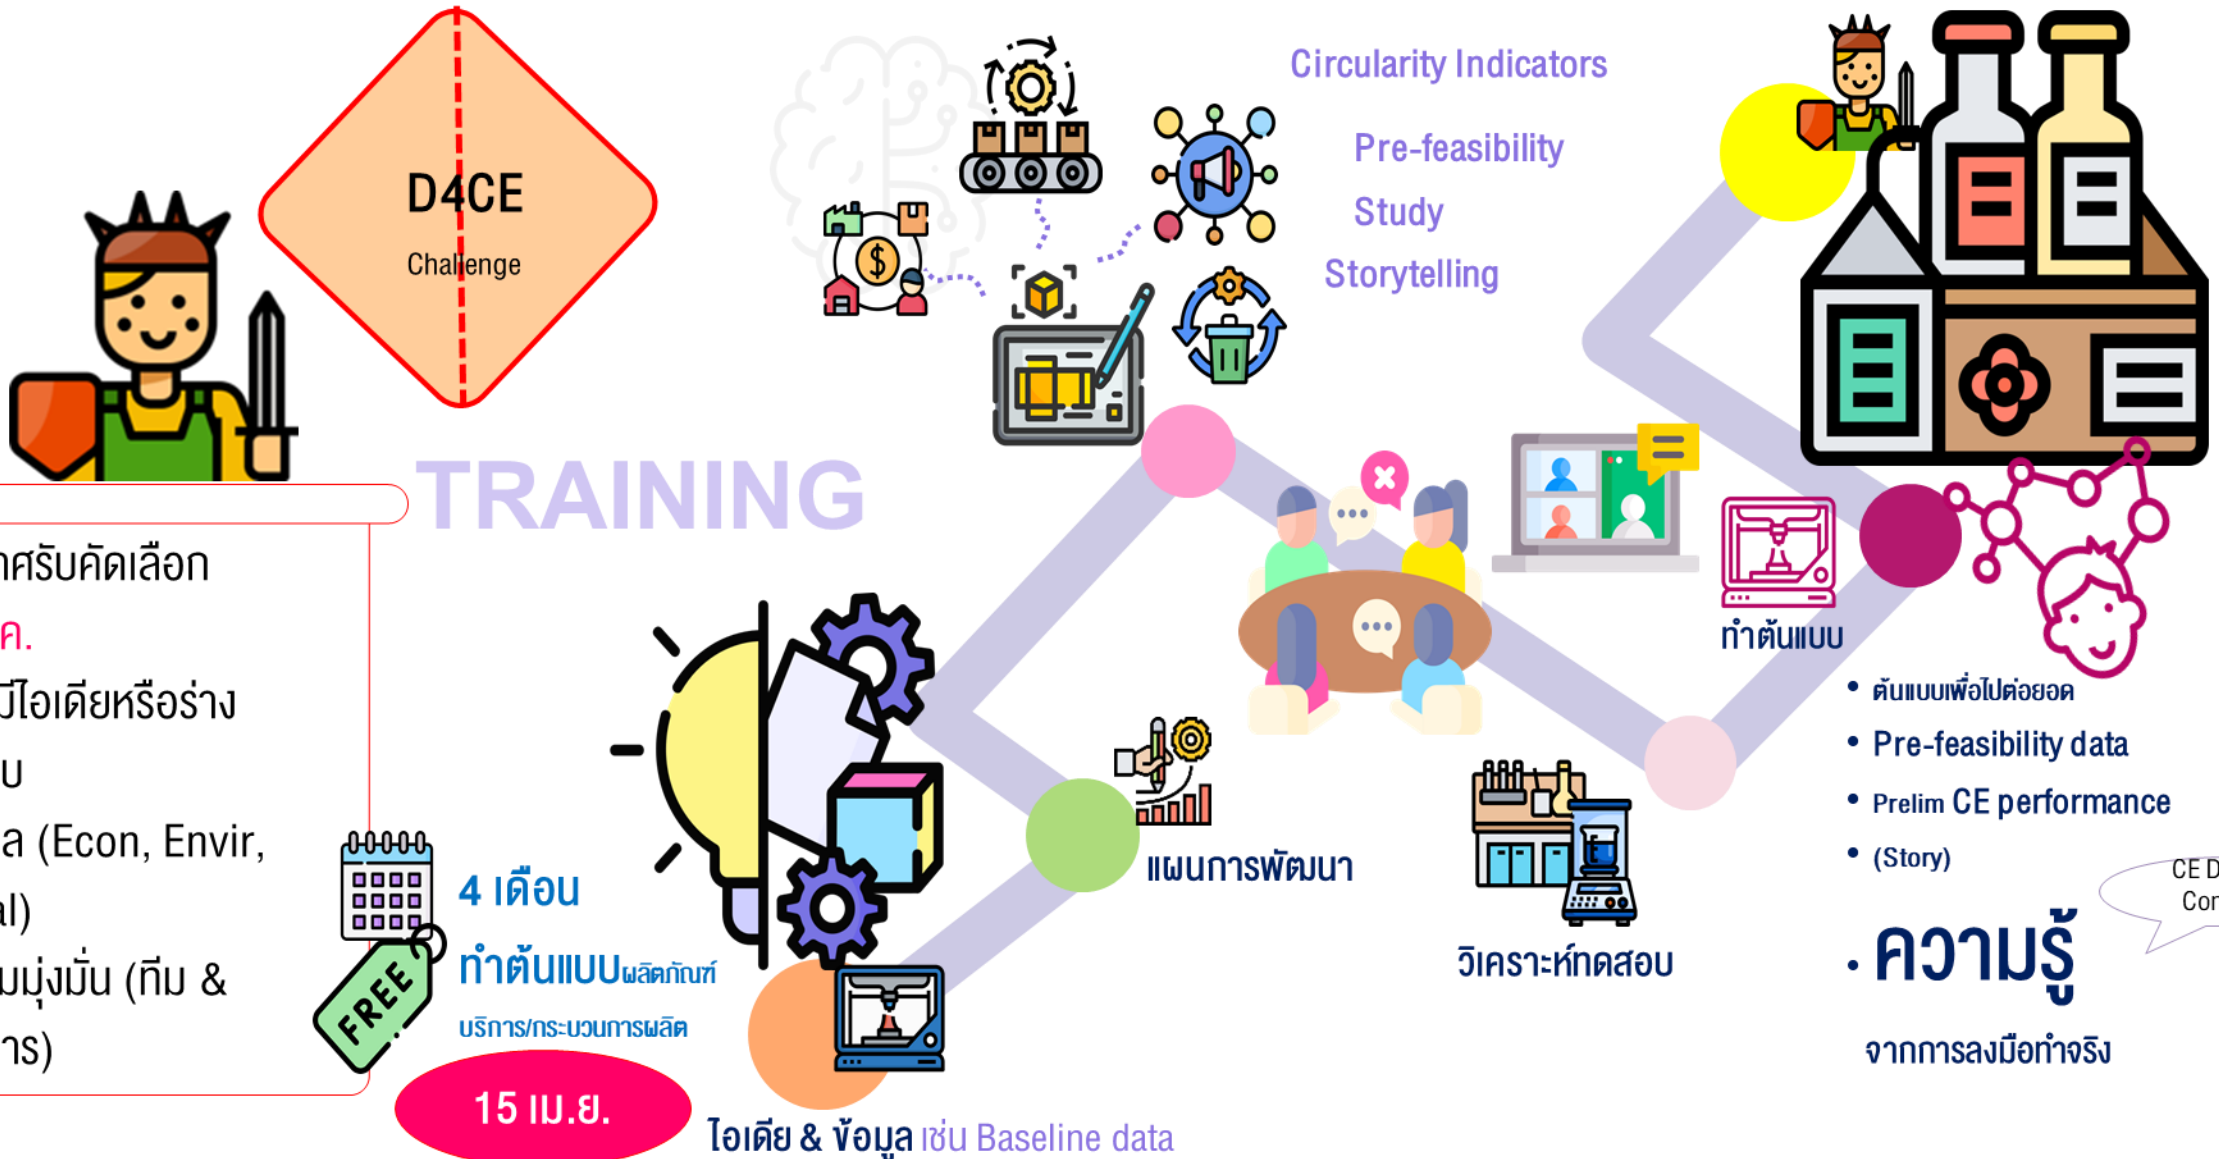 D4CE
Challenge
Circularity Indicators
Pre-feasibility
Study
Storytelling
TRAINING
าศรับคัดเลือก
ค.
มีไอเดียหรือร่าง
บ
ล (Econ, Envir,
al)
มมุ่งมั่น (ทีม &
าร)
FREE
4 เดือน
ทำต้นแบบผลิตภัณฑ์
บริการ/กระบวนการผลิต
15 เม.ย.
ไอเดีย & ข้อมูล เช่น Baseline data
แผนการพัฒนา
วิเคราะห์ทดสอบ
ทำต้นแบบ
• ต้นแบบเพื่อไปต่อยอด
• Pre-feasibility data
• Prelim CE performance
• (Story)
• ความรู้
จากการลงมือทำจริง
CE D
Con